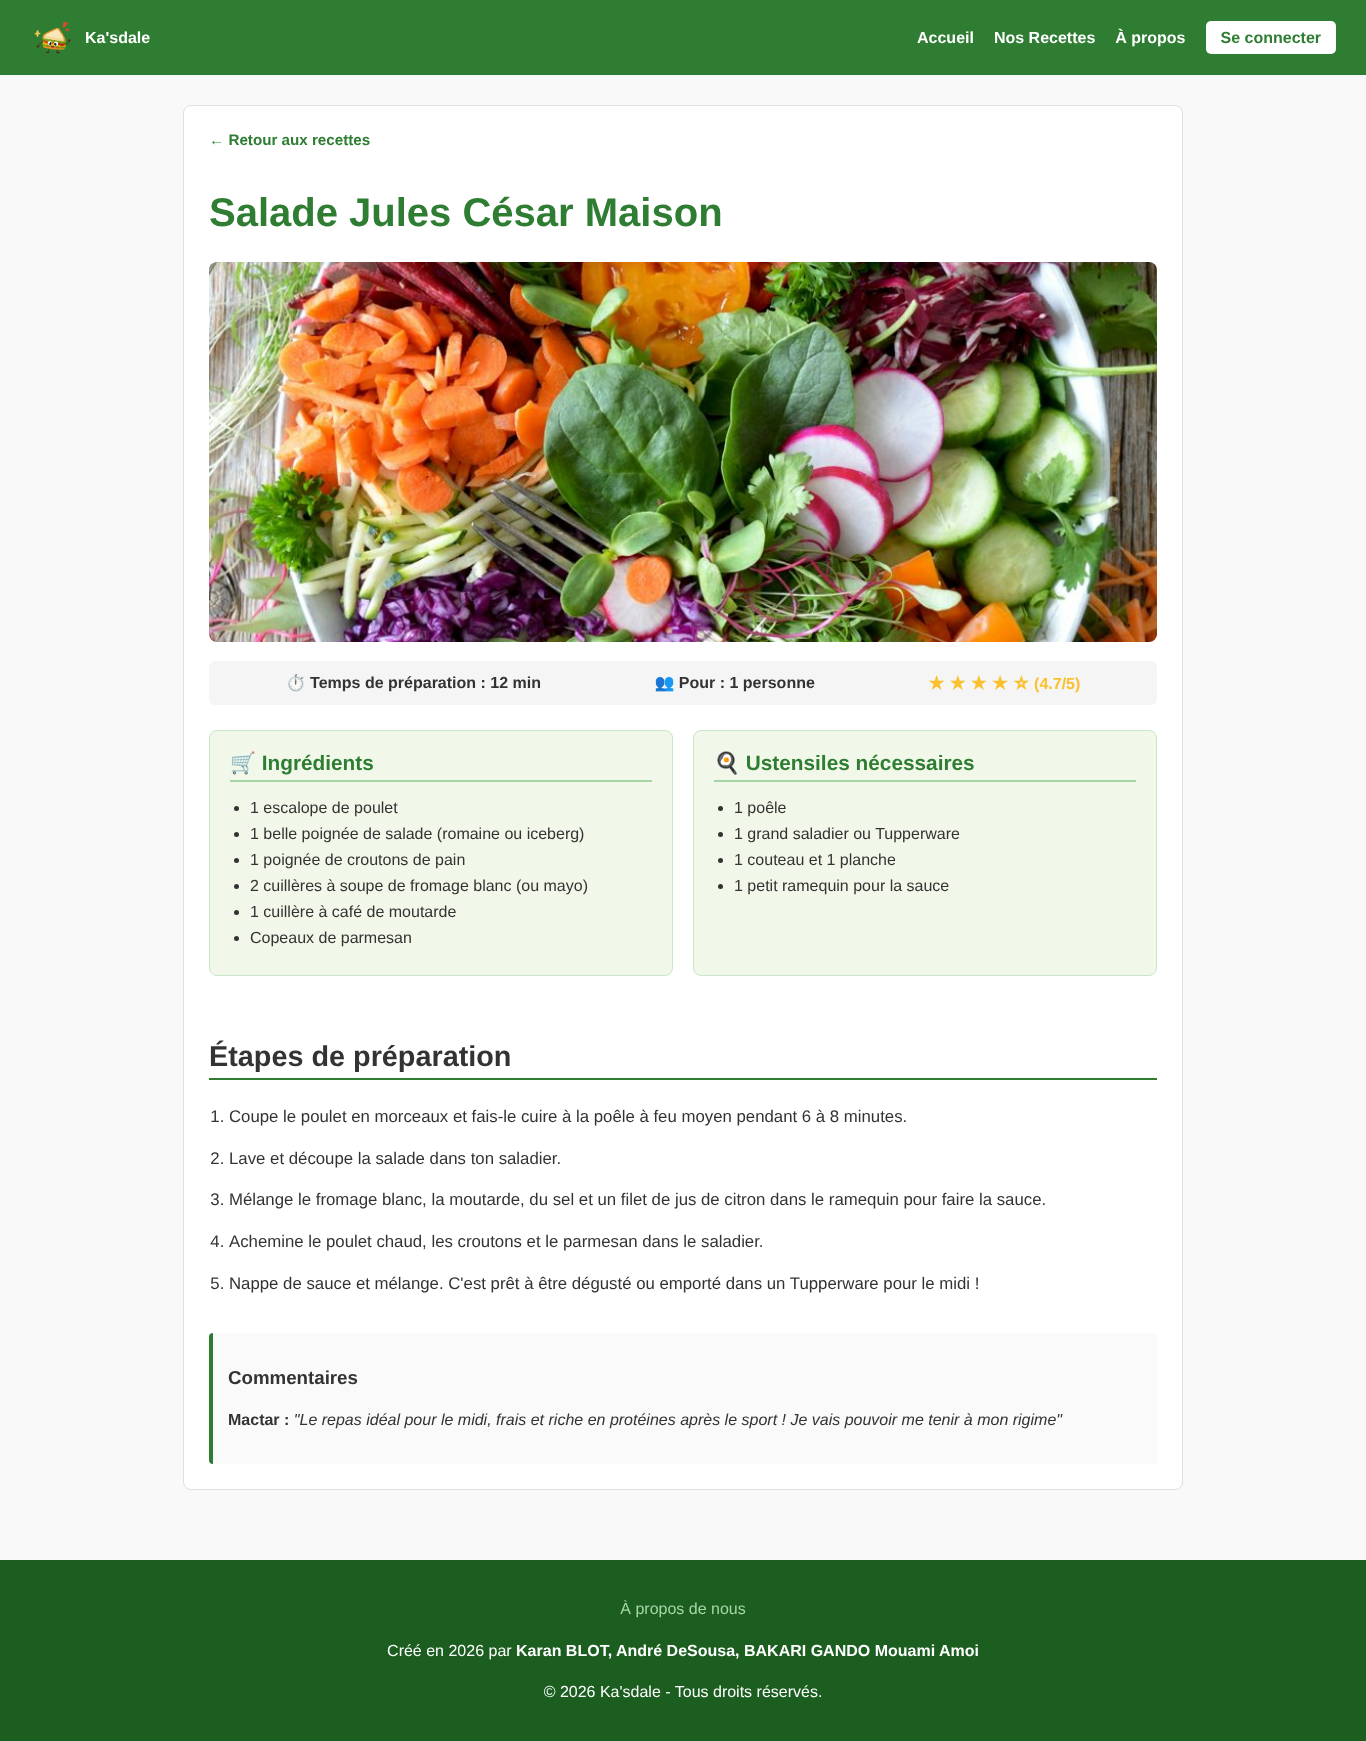 Ka'sdale
Accueil
Nos Recettes
À propos
Se connecter
← Retour aux recettes
Salade Jules César Maison
⏱️ Temps de préparation : 12 min
👥 Pour : 1 personne
★ ★ ★ ★ ☆ (4.7/5)
🛒 Ingrédients
• 1 escalope de poulet
• 1 belle poignée de salade (romaine ou iceberg)
• 1 poignée de croutons de pain
• 2 cuillères à soupe de fromage blanc (ou mayo)
• 1 cuillère à café de moutarde
• Copeaux de parmesan
🍳 Ustensiles nécessaires
• 1 poêle
• 1 grand saladier ou Tupperware
• 1 couteau et 1 planche
• 1 petit ramequin pour la sauce
Étapes de préparation
1. Coupe le poulet en morceaux et fais-le cuire à la poêle à feu moyen pendant 6 à 8 minutes.
2. Lave et découpe la salade dans ton saladier.
3. Mélange le fromage blanc, la moutarde, du sel et un filet de jus de citron dans le ramequin pour faire la sauce.
4. Achemine le poulet chaud, les croutons et le parmesan dans le saladier.
5. Nappe de sauce et mélange. C'est prêt à être dégusté ou emporté dans un Tupperware pour le midi !
Commentaires
Mactar : "Le repas idéal pour le midi, frais et riche en protéines après le sport ! Je vais pouvoir me tenir à mon rigime"
À propos de nous
Créé en 2026 par Karan BLOT, André DeSousa, BAKARI GANDO Mouami Amoi
© 2026 Ka'sdale - Tous droits réservés.